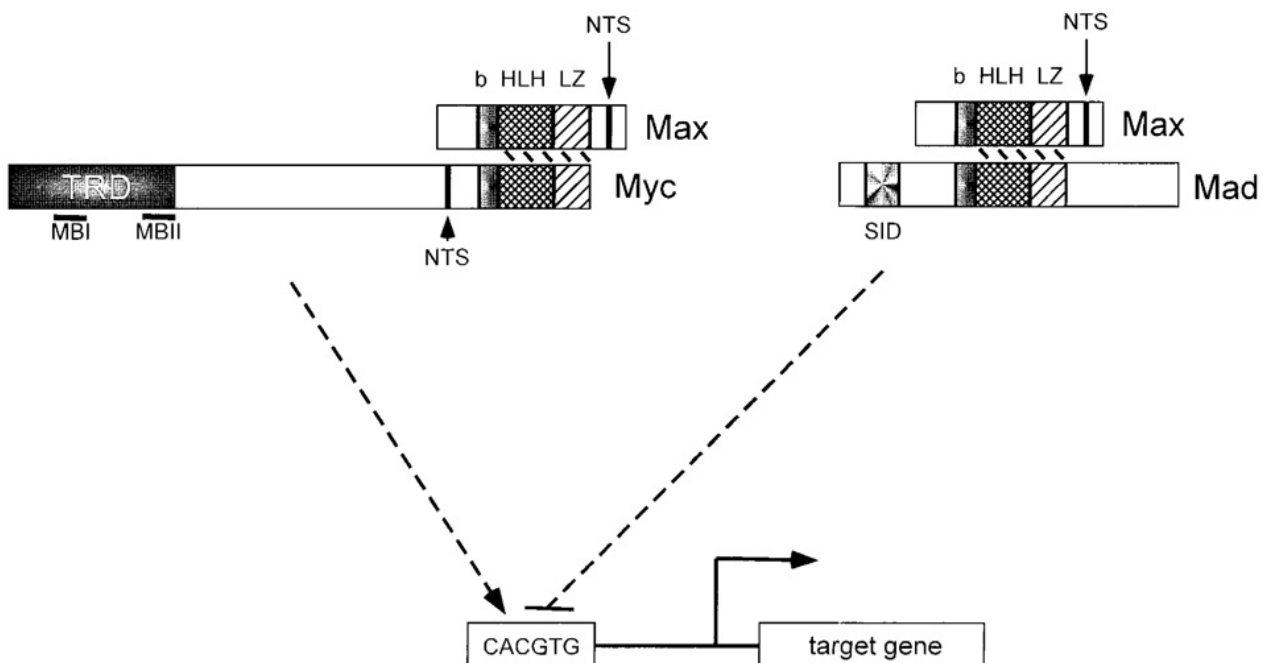 NTS
NTS
b HLH LZ
b HLH LZ
Max
Max
TRD
Myc
Mad
MBI
MBII
NTS
SID
CACGTG
target gene